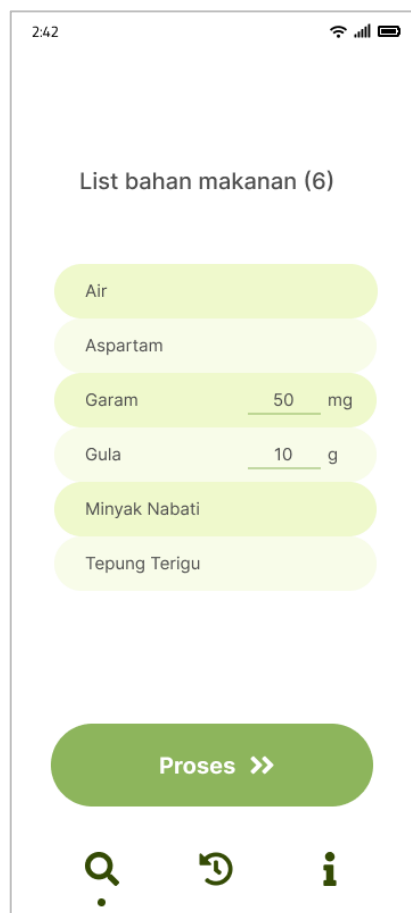 2:42
List bahan makanan (6)
Air
Aspartam
Garam 50 mg
Gula 10 g
Minyak Nabati
Tepung Terigu
Proses